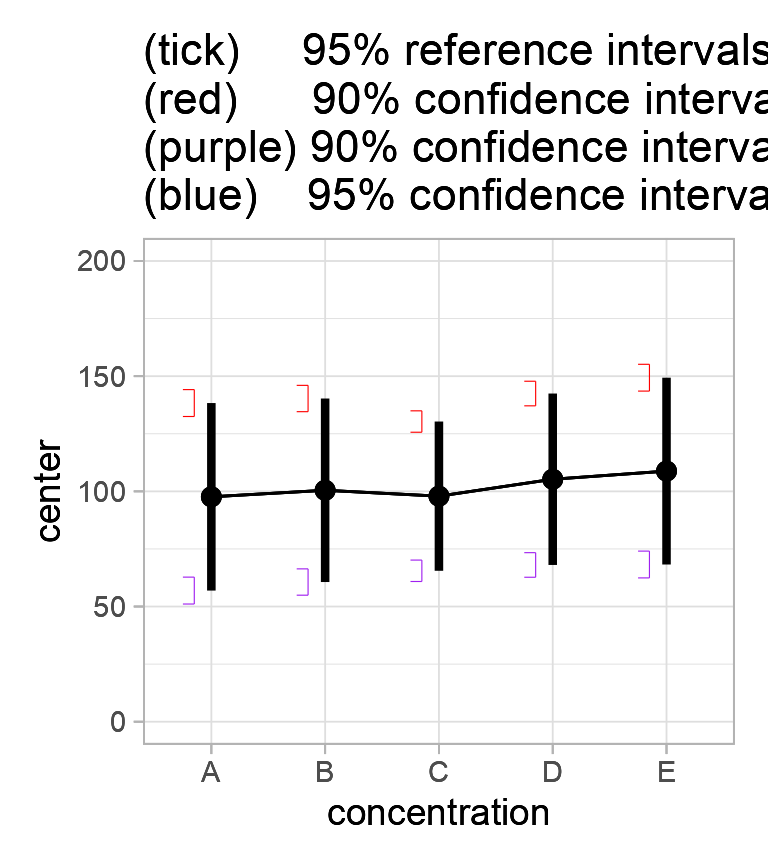 (tick) 95% reference intervals
(red) 90% confidence interva
(purple) 90% confidence interva
(blue) 95% confidence interva
200
150
100
50
0
center
A B C D E
concentration